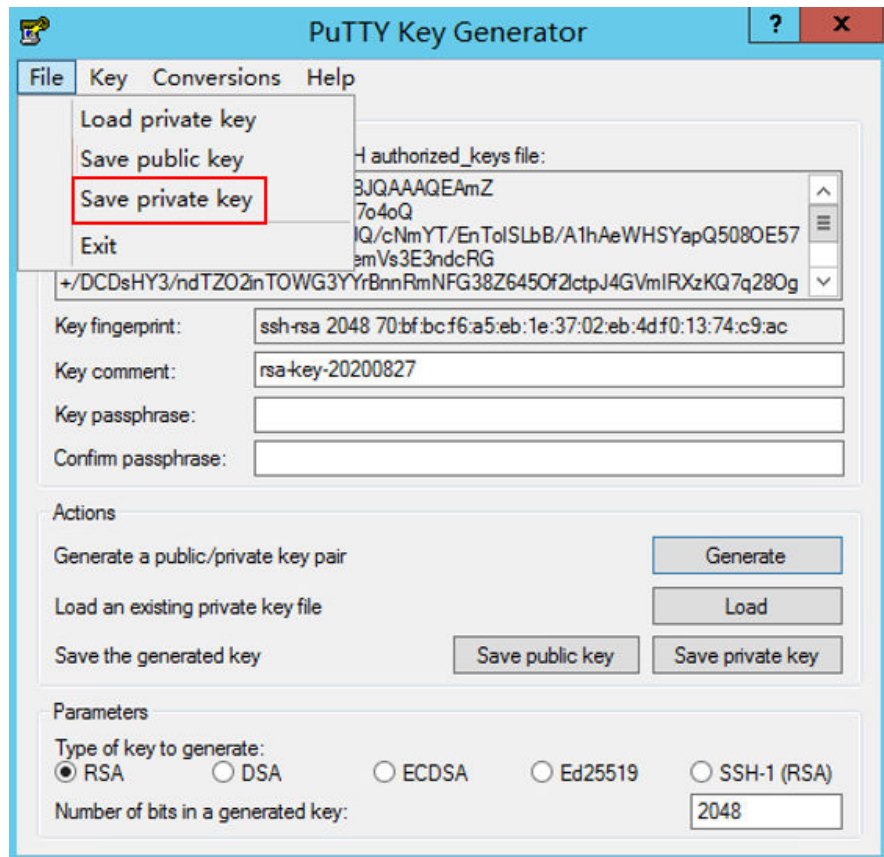 PuTTY Key Generator
? x
File Key Conversions Help
Load private key
Save public key
Save private key
Exit
H authorized_keys file:
BJQAAAQEAmZ
7o4oQ
JQ/cNmYT/EnToISLbB/A1hAeWHSYapQ508OE57
emVs3E3ndcRG
+/DCDsHY3/ndTZO2inTOWG3YYrBnnRmNFG38Z645Of2lctpJ4GVmIRXzKQ7q28Og
Key fingerprint: ssh-rsa 2048 70:bf:bc:f6:a5:eb:1e:37:02:eb:4d:f0:13:74:c9:ac
Key comment: rsa-key-20200827
Key passphrase:
Confirm passphrase:
Actions
Generate a public/private key pair Generate
Load an existing private key file Load
Save the generated key Save public key Save private key
Parameters
Type of key to generate:
RSA DSA ECDSA Ed25519 SSH-1 (RSA)
Number of bits in a generated key: 2048